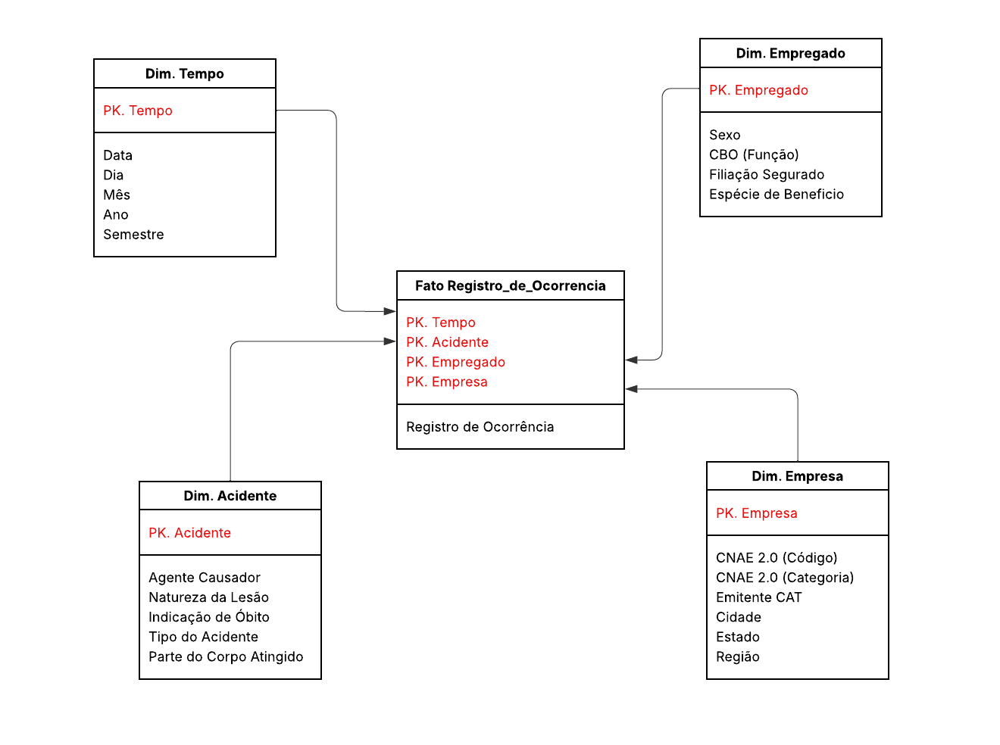 Dim. Tempo
PK. Tempo
Data
Dia
Mês
Ano
Semestre
Dim. Empregado
PK. Empregado
Sexo
CBO (Função)
Filiação Segurado
Espécie de Beneficio
Fato Registro_de_Ocorrencia
PK. Tempo
PK. Acidente
PK. Empregado
PK. Empresa
Registro de Ocorrência
Dim. Acidente
PK. Acidente
Agente Causador
Natureza da Lesão
Indicação de Óbito
Tipo do Acidente
Parte do Corpo Atingido
Dim. Empresa
PK. Empresa
CNAE 2.0 (Código)
CNAE 2.0 (Categoria)
Emitente CAT
Cidade
Estado
Região